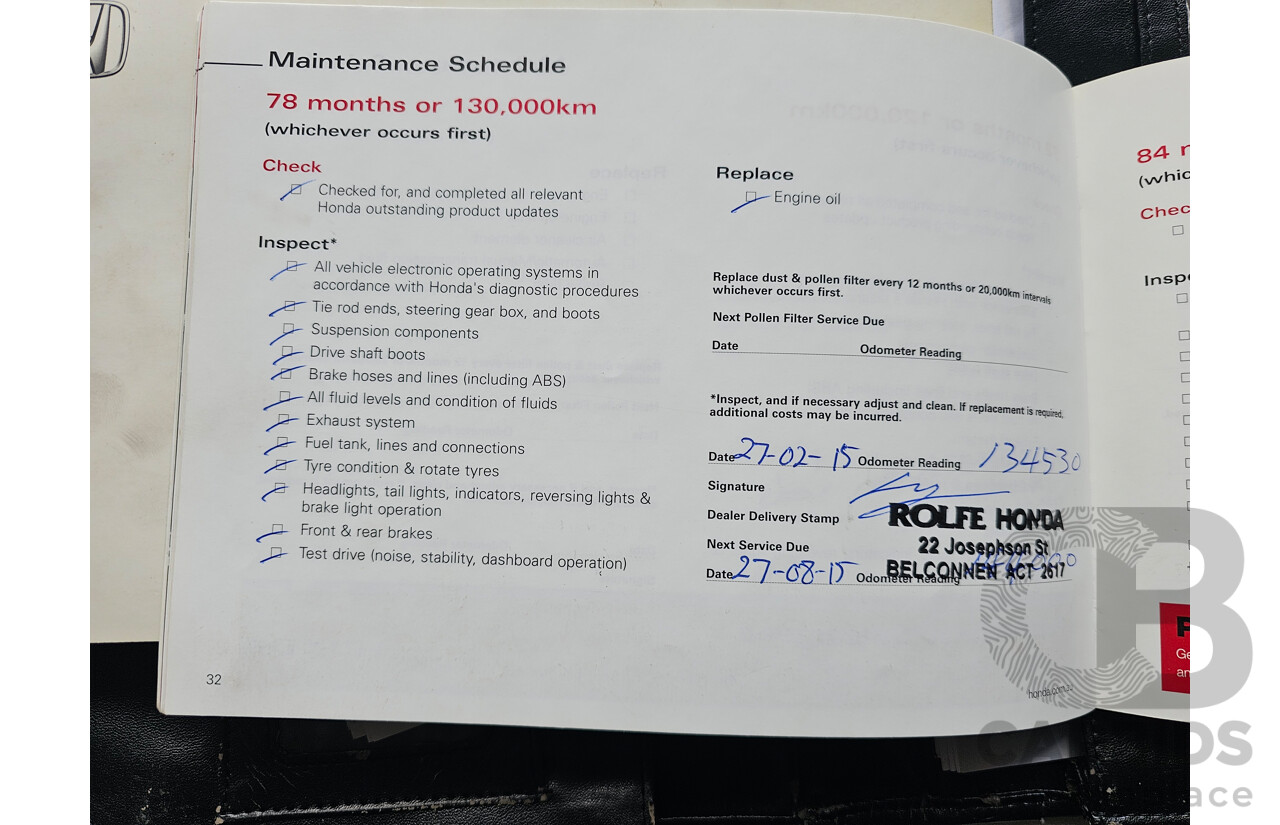 Maintenance Schedule
78 months or 130,000km
(whichever occurs first)
Check
Checked for, and completed all relevant
Honda outstanding product updates
Inspect*
All vehicle electronic operating systems in
accordance with Honda's diagnostic procedures
Tie rod ends, steering gear box, and boots
Suspension components
Drive shaft boots
Brake hoses and lines (including ABS)
All fluid levels and condition of fluids
Exhaust system
Fuel tank, lines and connections
Tyre condition & rotate tyres
Headlights, tail lights, indicators, reversing lights &
brake light operation
Front & rear brakes
Test drive (noise, stability, dashboard operation)
32
Replace
Engine oil
Replace dust & pollen filter every 12 months or 20,000km intervals
whichever occurs first.
Next Pollen Filter Service Due
Date Odometer Reading
*Inspect, and if necessary adjust and clean. If replacement is required,
additional costs may be incurred.
Date 27-02-15 Odometer Reading 134530
Signature
Dealer Delivery Stamp
ROLFE HONDA
22 Josephson St
BELCONNEN ACT 2617
Next Service Due
Date 27-08-15 Odometer Reading
honda.com.au
84
Chec
Inspe